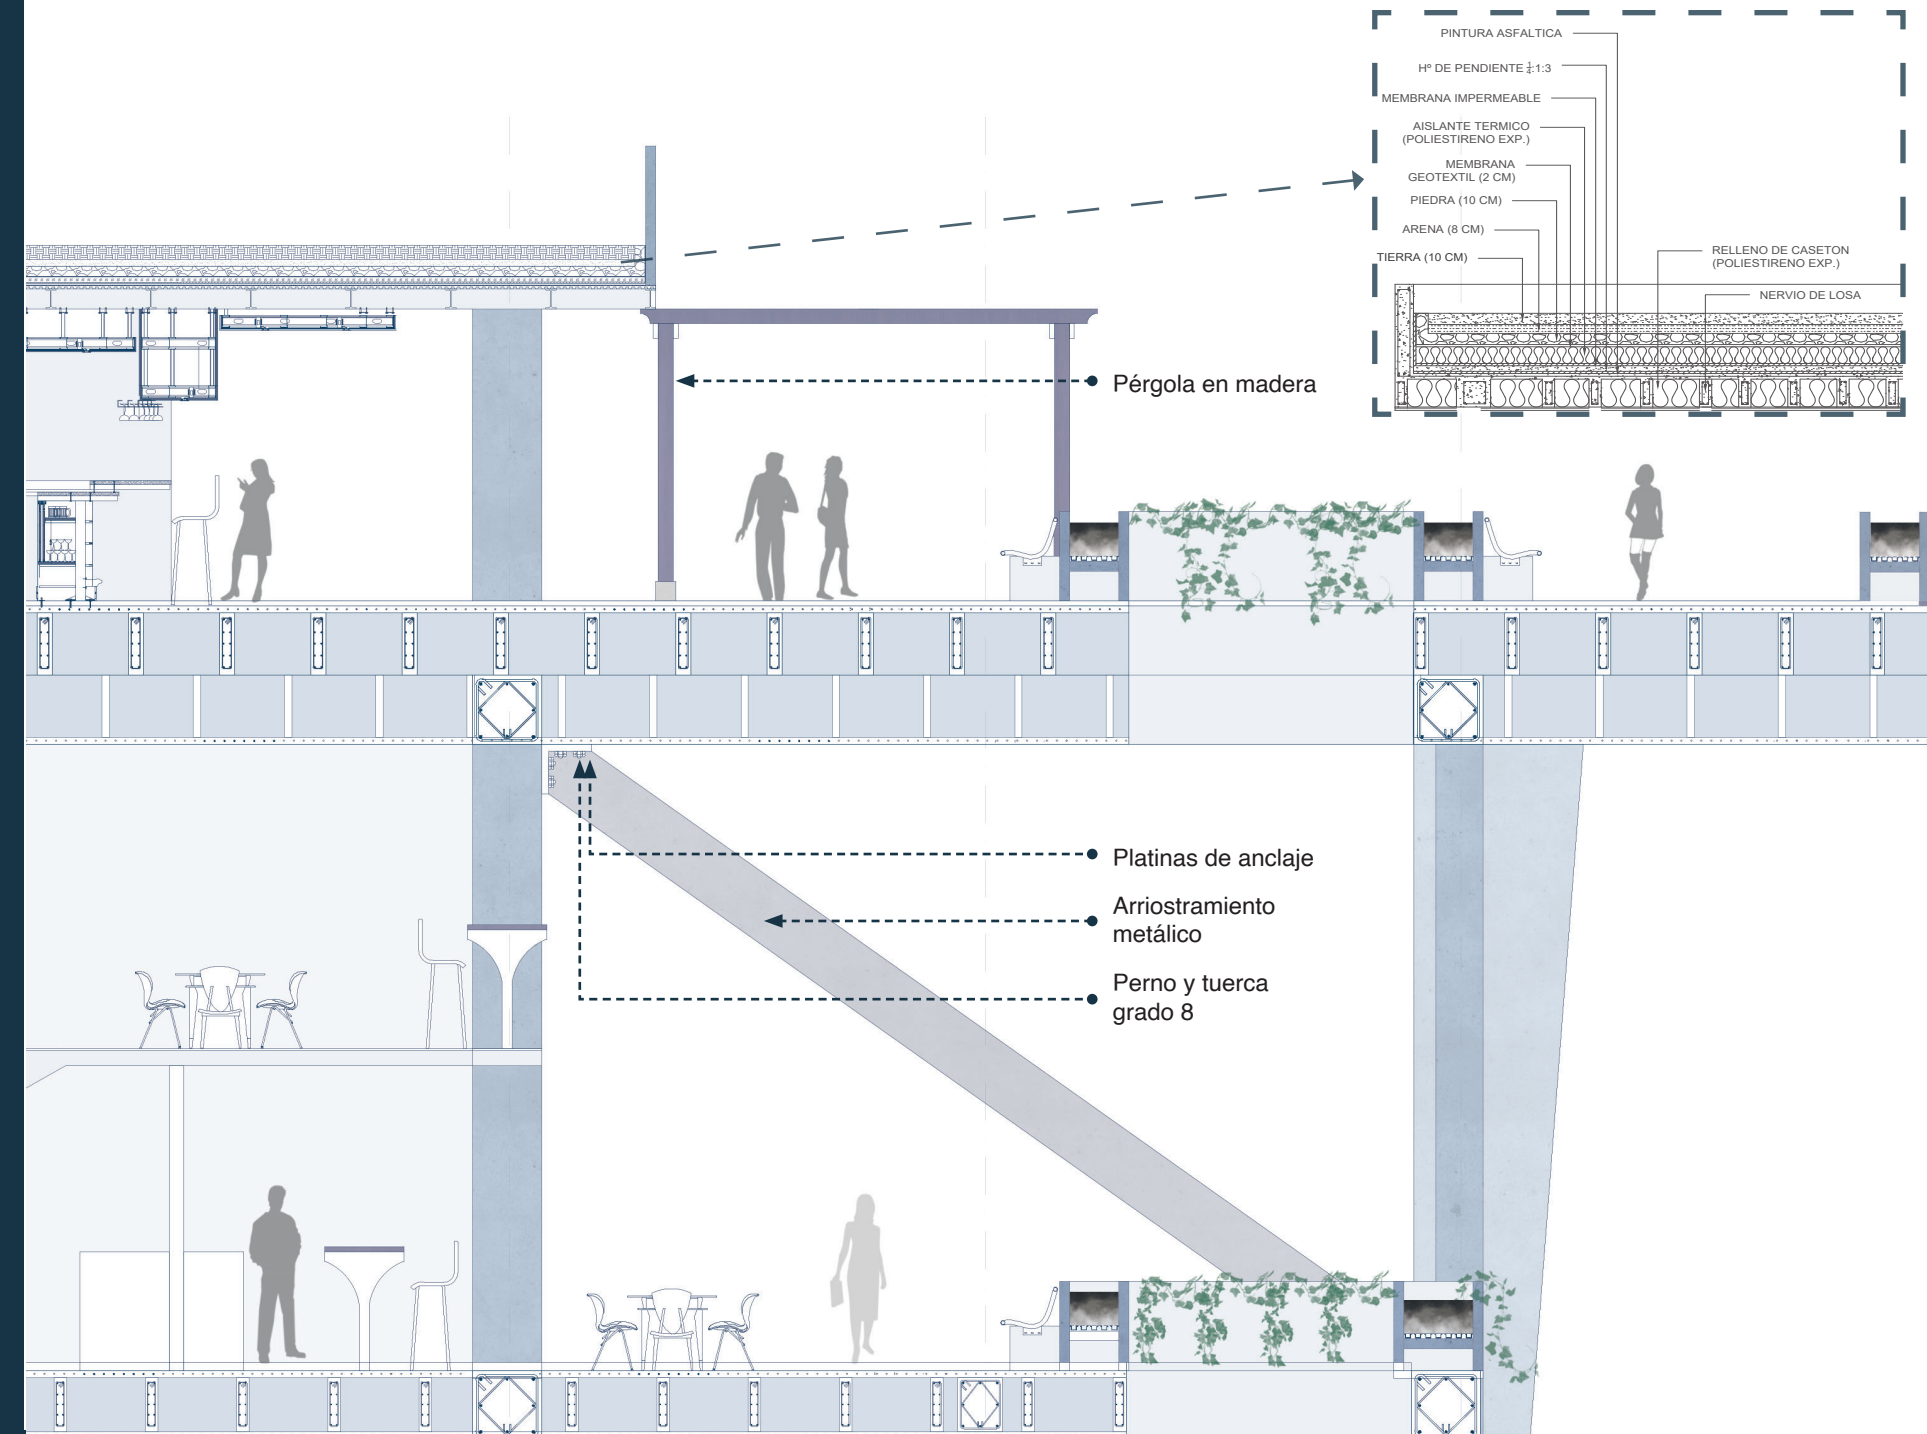 PINTURA ASFALTICA
Hº DE PENDIENTE ¼:1:3
MEMBRANA IMPERMEABLE
AISLANTE TERMICO
(POLIESTIRENO EXP.)
MEMBRANA
GEOTEXTIL (2 CM)
PIEDRA (10 CM)
ARENA (8 CM)
TIERRA (10 CM)
RELLENO DE CASETON
(POLIESTIRENO EXP.)
NERVIO DE LOSA
Pérgola en madera
Platinas de anclaje
Arriostramiento
metálico
Perno y tuerca
grado 8